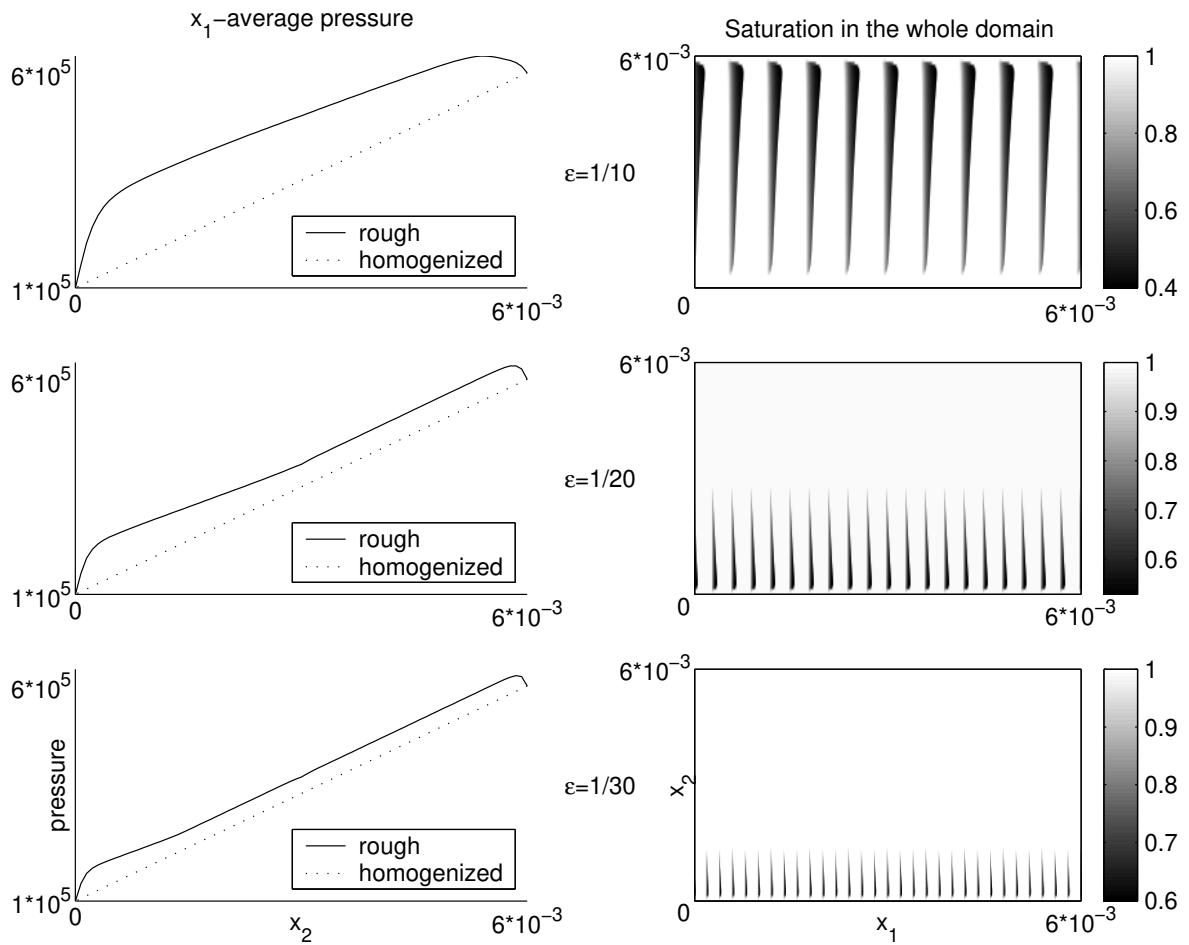 x_1−average pressure
Saturation in the whole domain
6*10^5
1*10^5
0
6*10^−3
rough
homogenized
ε=1/10
6*10^−3
0
6*10^−3
1
0.8
0.6
0.4
6*10^5
1*10^5
0
6*10^−3
rough
homogenized
ε=1/20
6*10^−3
0
6*10^−3
1
0.9
0.8
0.7
0.6
6*10^5
pressure
1*10^5
0
x_2
6*10^−3
rough
homogenized
ε=1/30
6*10^−3
x_2
0
x_1
6*10^−3
1
0.9
0.8
0.7
0.6